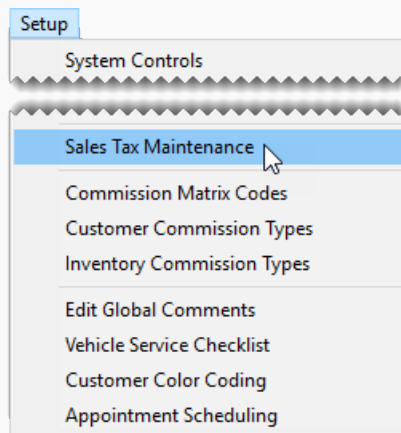 Setup
System Controls
Sales Tax Maintenance
Commission Matrix Codes
Customer Commission Types
Inventory Commission Types
Edit Global Comments
Vehicle Service Checklist
Customer Color Coding
Appointment Scheduling